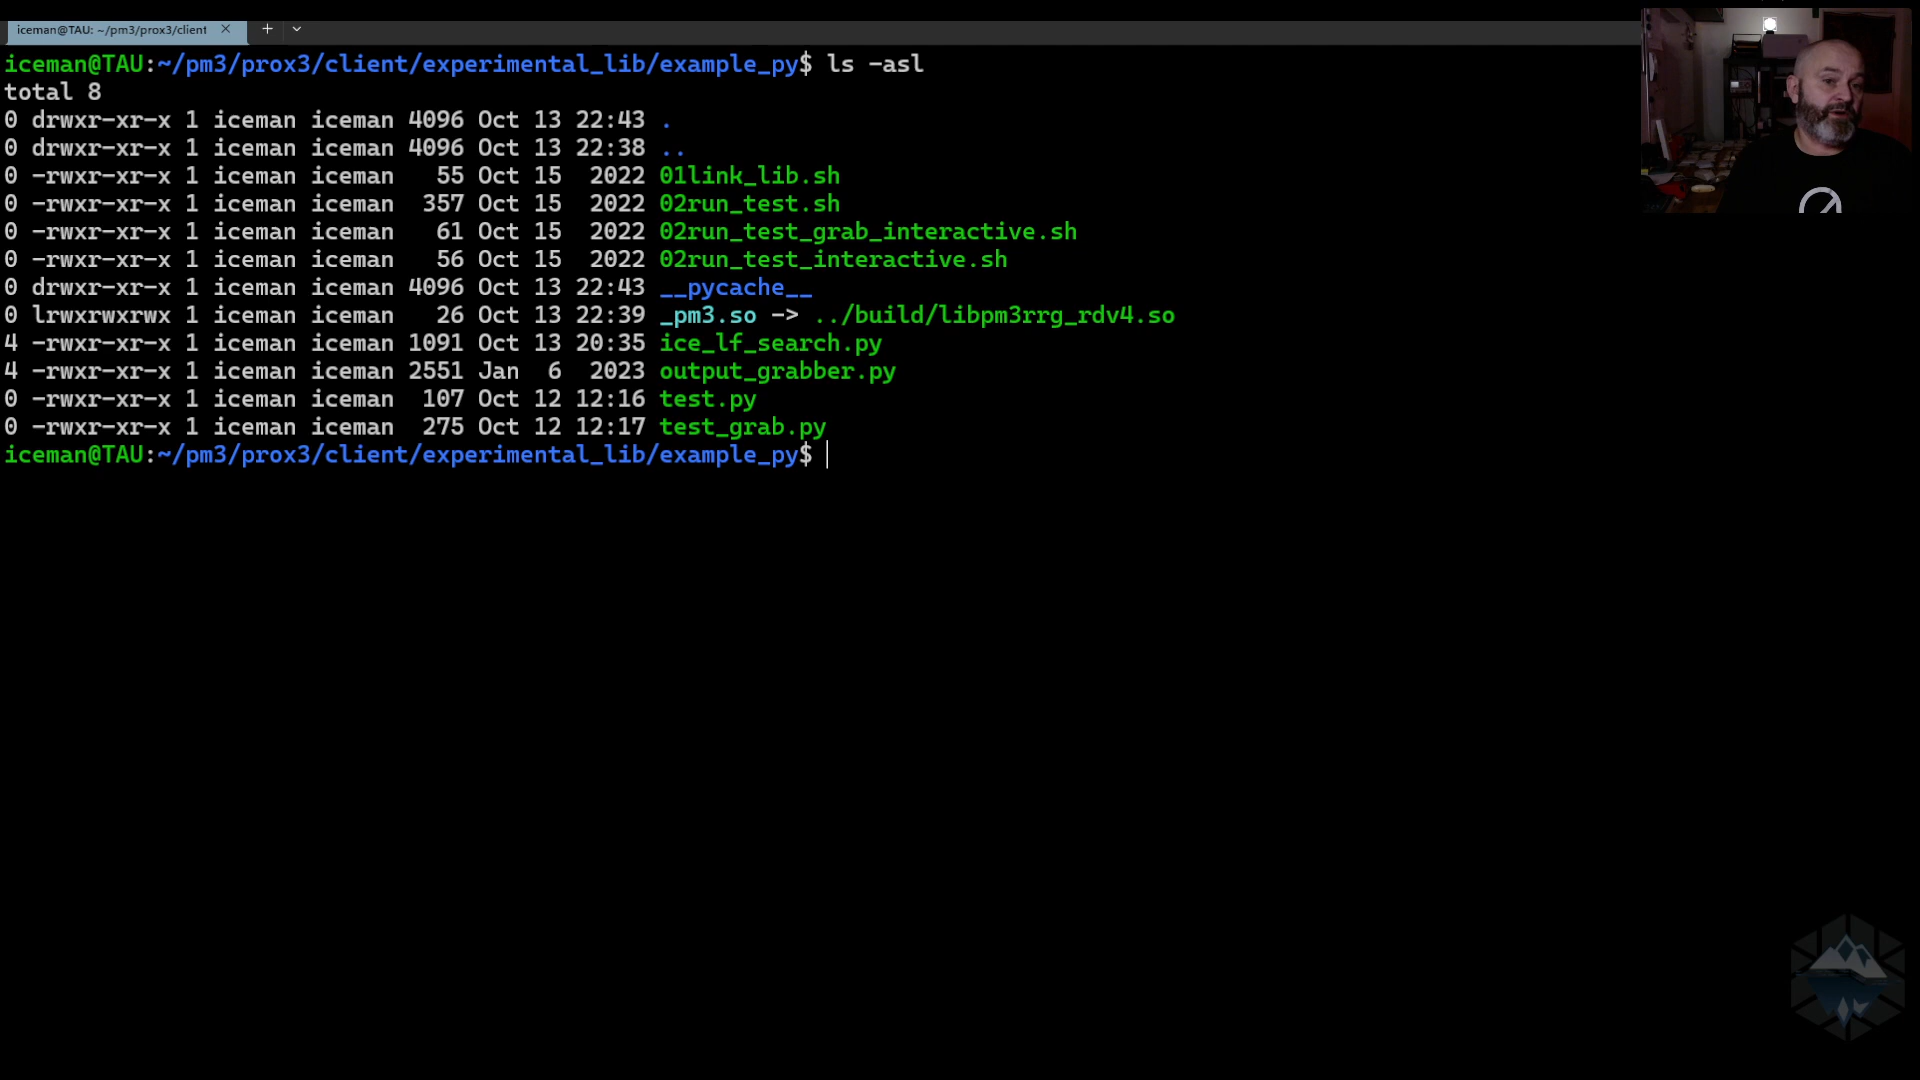 iceman@TAU: ~/pm3/prox3/client
iceman@TAU:~/pm3/prox3/client/experimental_lib/example_py$ ls -asl
total 8
0 drwxr-xr-x 1 iceman iceman 4096 Oct 13 22:43 .
0 drwxr-xr-x 1 iceman iceman 4096 Oct 13 22:38 ..
0 -rwxr-xr-x 1 iceman iceman   55 Oct 15  2022 01link_lib.sh
0 -rwxr-xr-x 1 iceman iceman  357 Oct 15  2022 02run_test.sh
0 -rwxr-xr-x 1 iceman iceman   61 Oct 15  2022 02run_test_grab_interactive.sh
0 -rwxr-xr-x 1 iceman iceman   56 Oct 15  2022 02run_test_interactive.sh
0 drwxr-xr-x 1 iceman iceman 4096 Oct 13 22:43 __pycache__
0 lrwxrwxrwx 1 iceman iceman   26 Oct 13 22:39 _pm3.so -> ../build/libpm3rrg_rdv4.so
4 -rwxr-xr-x 1 iceman iceman 1091 Oct 13 20:35 ice_lf_search.py
4 -rwxr-xr-x 1 iceman iceman 2551 Jan  6  2023 output_grabber.py
0 -rwxr-xr-x 1 iceman iceman  107 Oct 12 12:16 test.py
0 -rwxr-xr-x 1 iceman iceman  275 Oct 12 12:17 test_grab.py
iceman@TAU:~/pm3/prox3/client/experimental_lib/example_py$